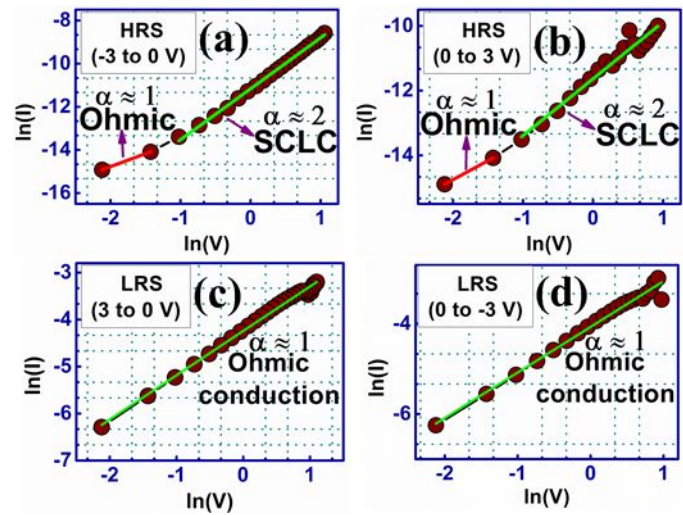 HRS
(-3 to 0 V)
(a)
α ≈ 1
Ohmic
α ≈ 2
SCLC
ln(I)
-8
-10
-12
-14
-16
-2
-1
0
1
ln(V)
HRS
(0 to 3 V)
(b)
α ≈ 1
Ohmic
α ≈ 2
SCLC
ln(I)
-10
-12
-14
-2
-1
0
1
ln(V)
LRS
(3 to 0 V)
(c)
α ≈ 1
Ohmic
conduction
ln(I)
-3
-4
-5
-6
-7
-2
-1
0
1
ln(V)
LRS
(0 to -3 V)
(d)
α ≈ 1
Ohmic
conduction
ln(I)
-4
-6
-2
-1
0
1
ln(V)